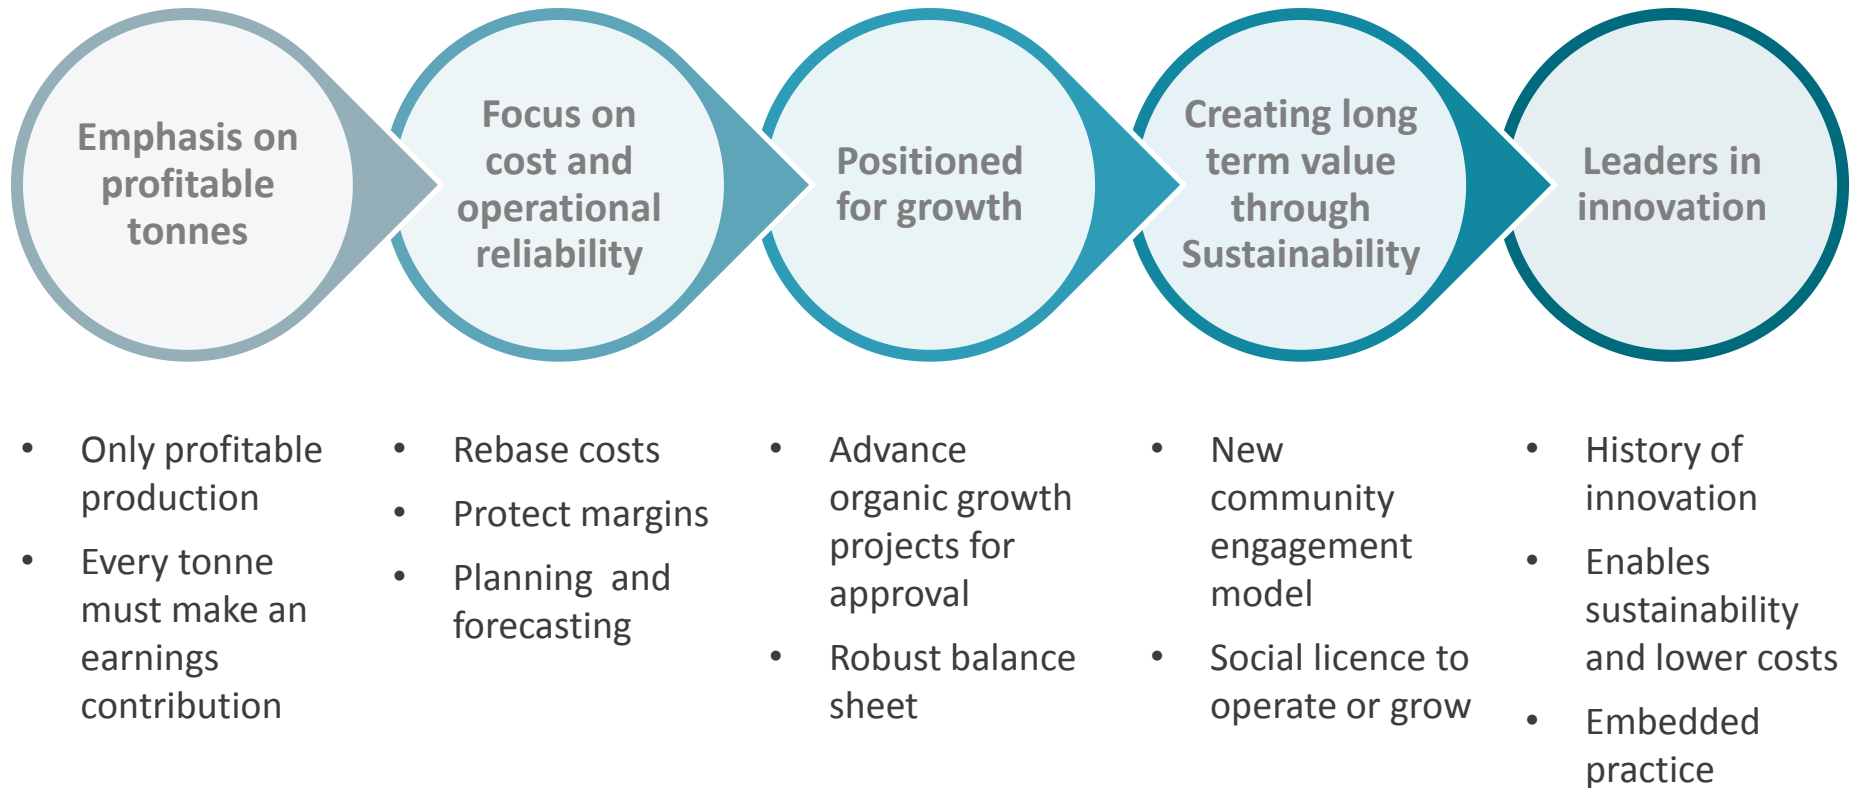 Emphasis on
profitable
tonnes
Focus on
cost and
operational
reliability
Positioned
for growth
Creating long
term value
through
Sustainability
Leaders in
innovation
• Only profitable
production
• Every tonne
must make an
earnings
contribution
• Rebase costs
• Protect margins
• Planning  and
forecasting
• Advance
organic growth
projects for
approval
• Robust balance
sheet
• New
community
engagement
model
• Social licence to
operate or grow
• History of
innovation
• Enables
sustainability
and lower costs
• Embedded
practice